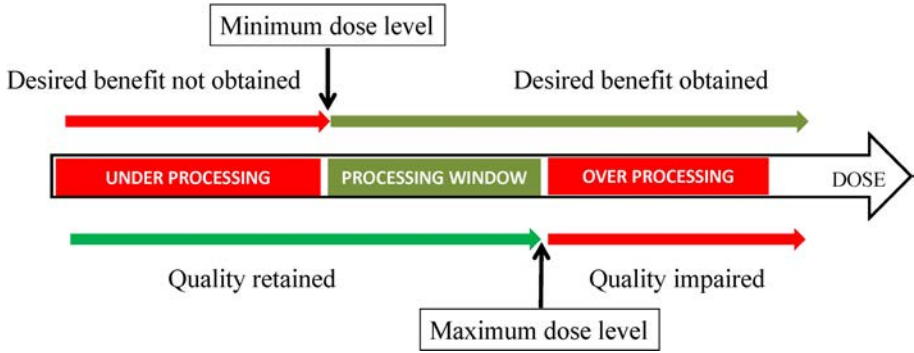 Minimum dose level
Desired benefit not obtained
Desired benefit obtained
UNDER PROCESSING
PROCESSING WINDOW
OVER PROCESSING
DOSE
Quality retained
Quality impaired
Maximum dose level